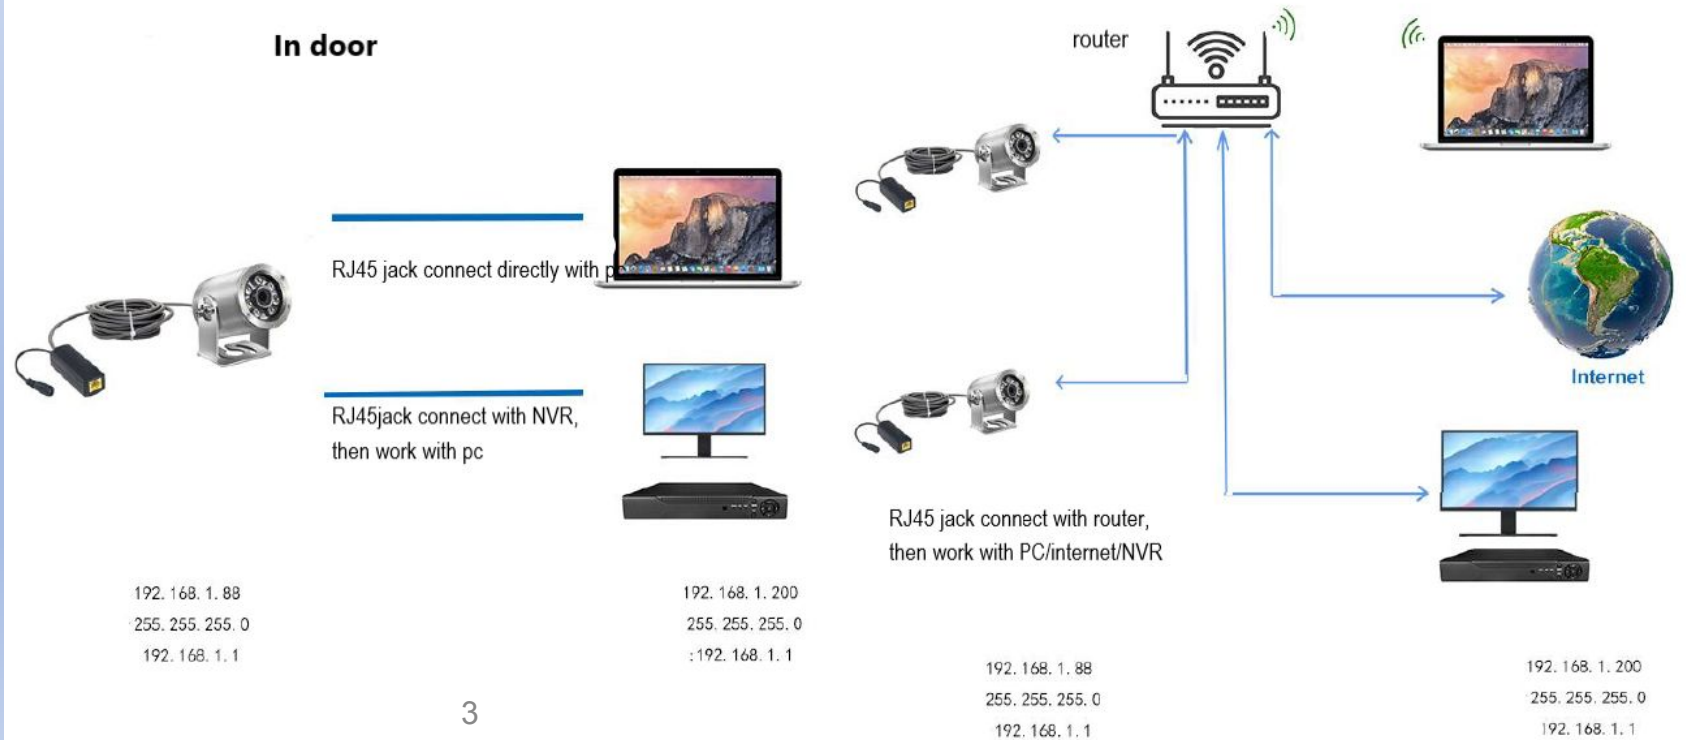 In door
RJ45 jack connect directly with p
RJ45jack connect with NVR,
then work with pc
192. 168. 1. 88
255. 255. 255. 0
192. 168. 1. 1
192. 168. 1. 200
255. 255. 255. 0
:192. 168. 1. 1
3
router
Internet
RJ45 jack connect with router,
then work with PC/internet/NVR
192. 168. 1. 88
255. 255. 255. 0
192. 168. 1. 1
192. 168. 1. 200
255. 255. 255. 0
192. 168. 1. 1